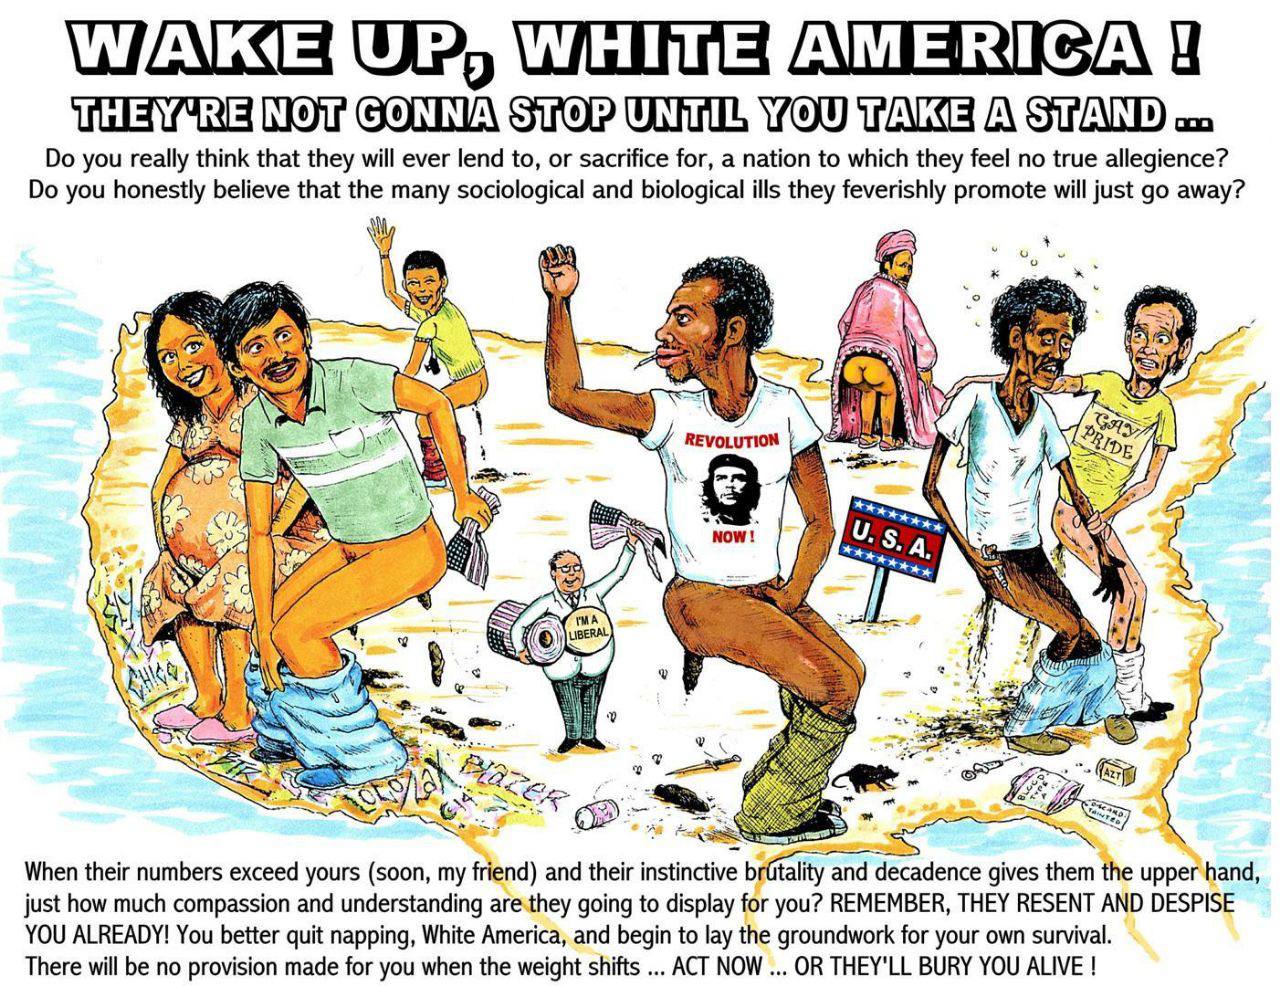 WAKE UP, WHITE AMERICA !
THEY'RE NOT GONNA STOP UNTIL YOU TAKE A STAND ...
Do you really think that they will ever lend to, or sacrifice for, a nation to which they feel no true allegience?
Do you honestly believe that the many sociological and biological ills they feverishly promote will just go away?
REVOLUTION
NOW !
GAY
PRIDE
U. S. A.
I'M A
LIBERAL
AZT
When their numbers exceed yours (soon, my friend) and their instinctive brutality and decadence gives them the upper hand,
just how much compassion and understanding are they going to display for you? REMEMBER, THEY RESENT AND DESPISE
YOU ALREADY! You better quit napping, White America, and begin to lay the groundwork for your own survival.
There will be no provision made for you when the weight shifts ... ACT NOW ... OR THEY'LL BURY YOU ALIVE !